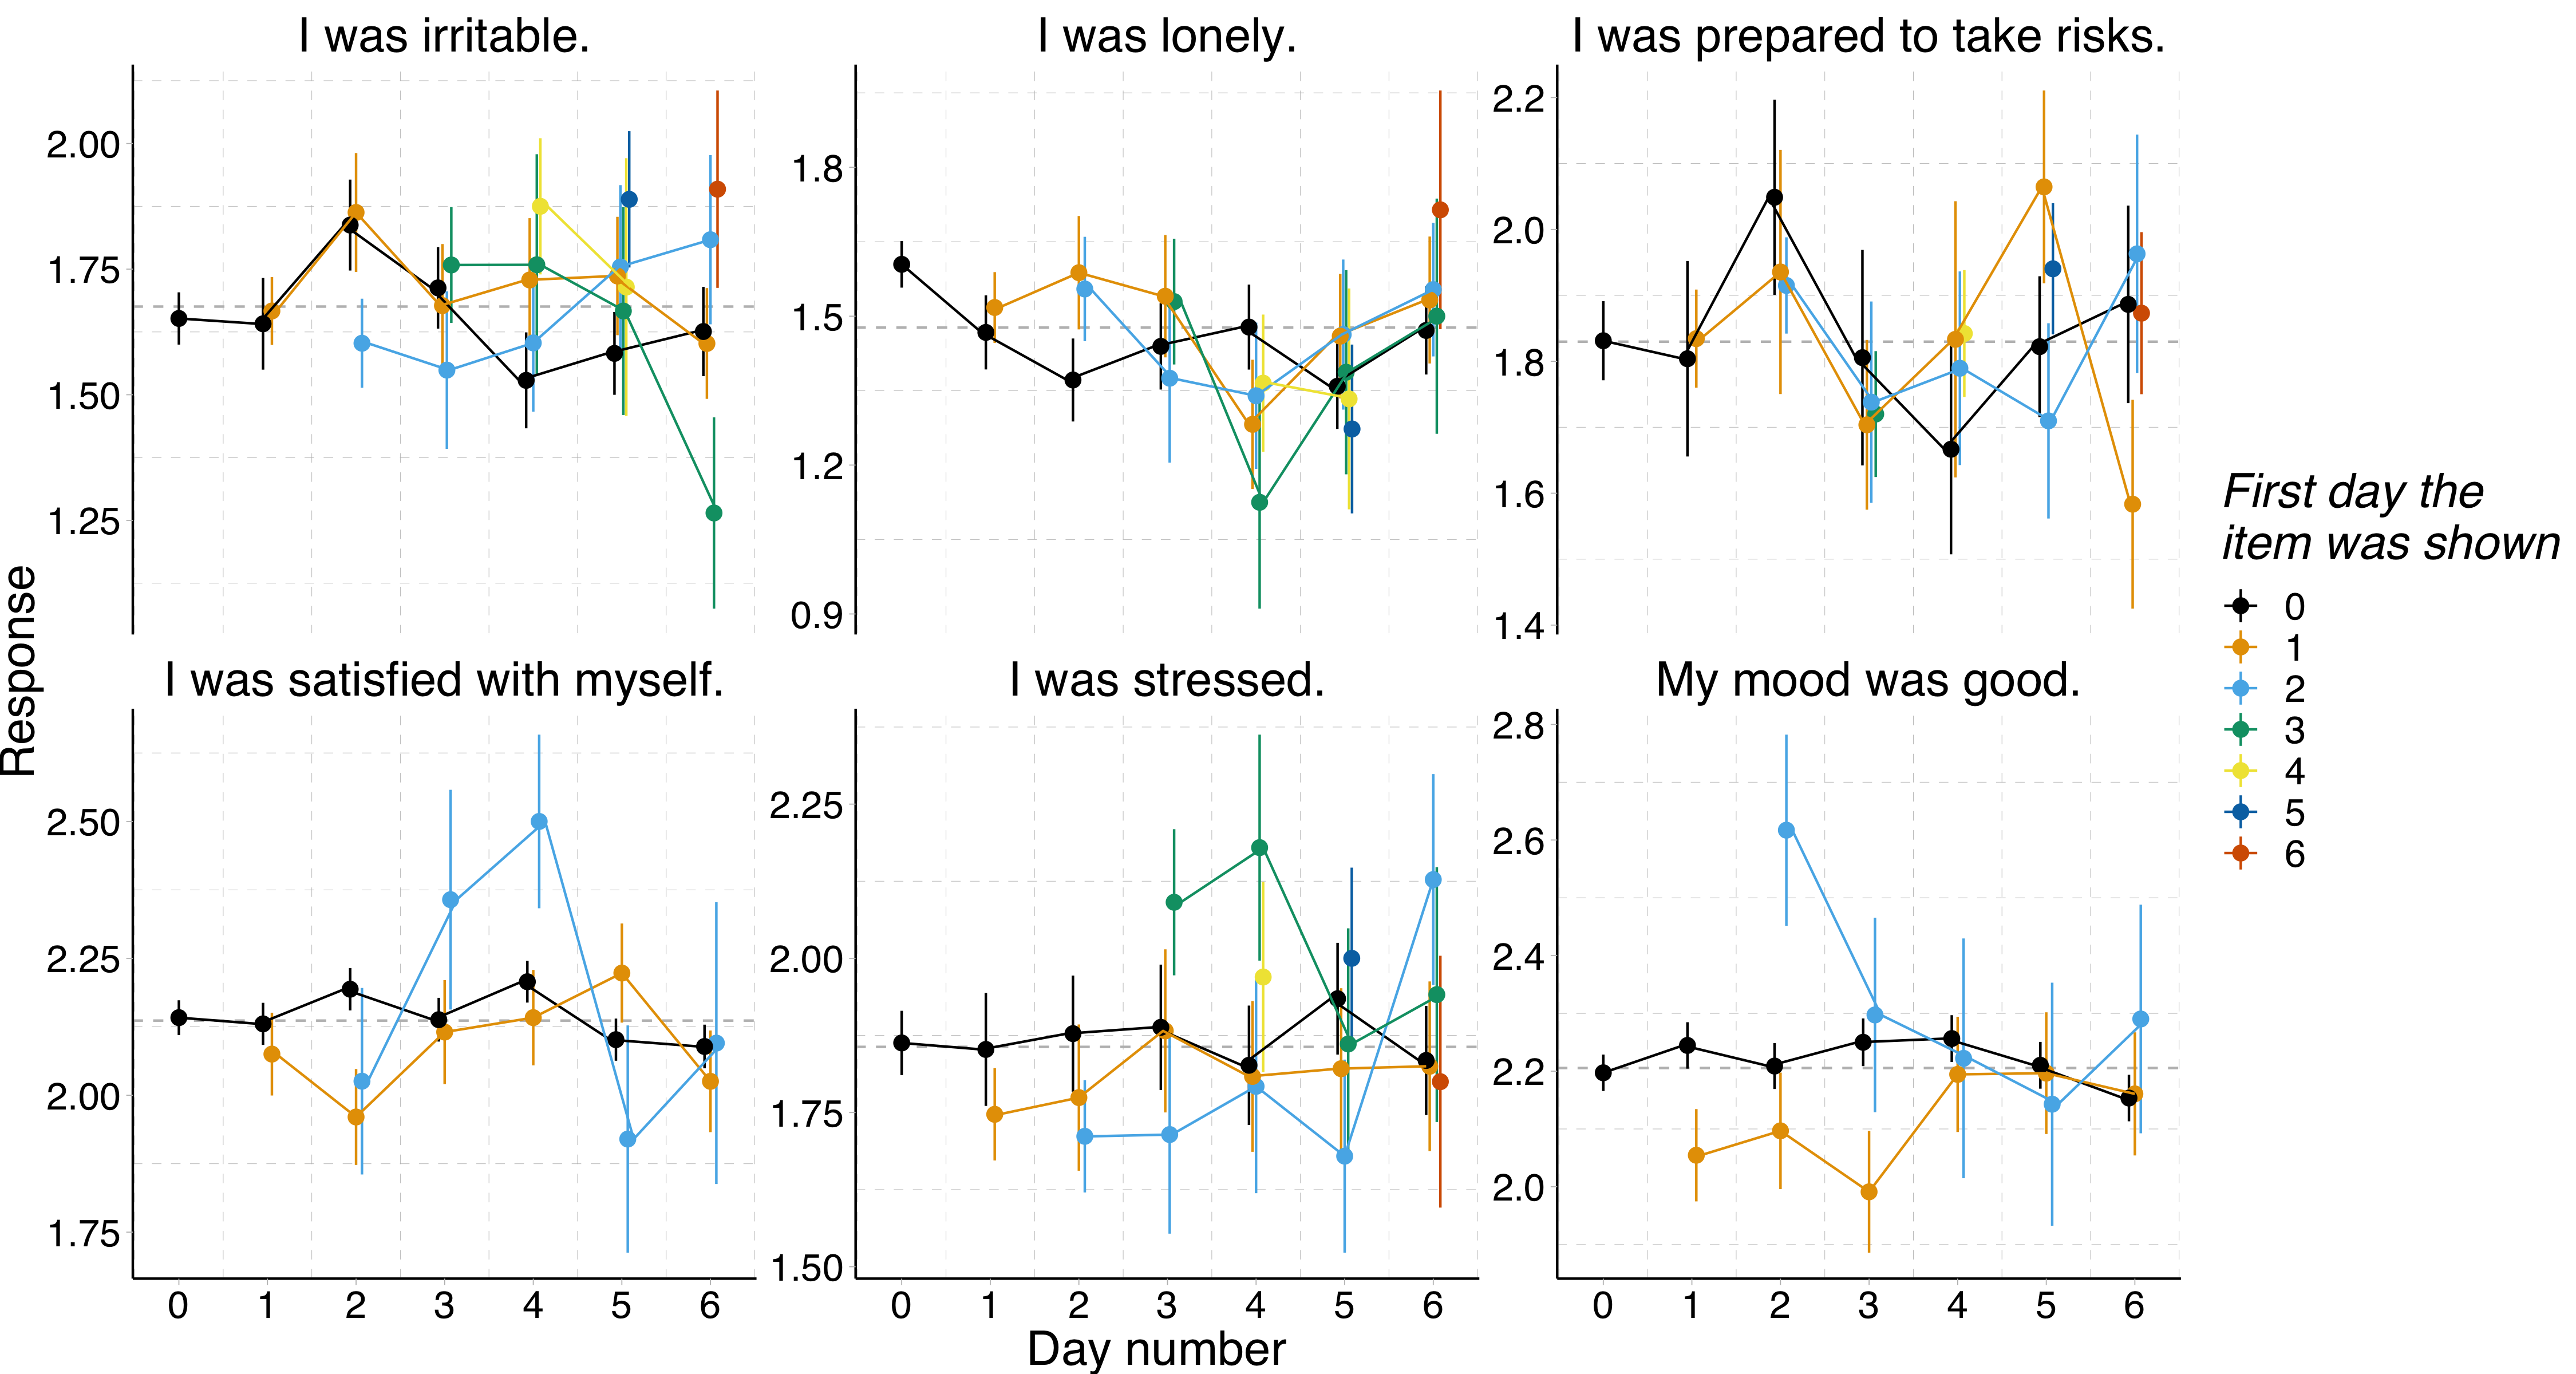 I was irritable.
I was lonely.
I was prepared to take risks.
2.00
1.75
1.50
1.25
1.8
1.5
1.2
0.9
2.2
2.0
1.8
1.6
1.4
Response
I was satisfied with myself.
I was stressed.
My mood was good.
2.50
2.25
2.00
1.75
2.25
2.00
1.75
1.50
2.8
2.6
2.4
2.2
2.0
0 1 2 3 4 5 6
0 1 2 3 4 5 6
0 1 2 3 4 5 6
Day number
First day the
item was shown
0
1
2
3
4
5
6